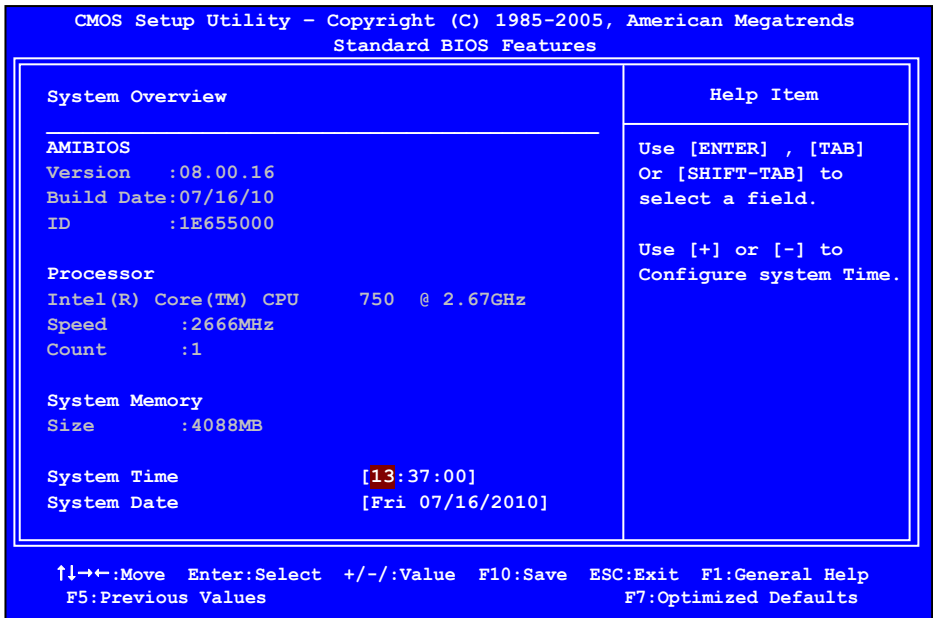 CMOS Setup Utility – Copyright (C) 1985-2005, American Megatrends
Standard BIOS Features
System Overview
AMIBIOS
Version :08.00.16
Build Date:07/16/10
ID :1E655000
Processor
Intel(R) Core(TM) CPU 750 @ 2.67GHz
Speed :2666MHz
Count :1
System Memory
Size :4088MB
System Time [13:37:00]
System Date [Fri 07/16/2010]
Help Item
Use [ENTER] , [TAB]
Or [SHIFT-TAB] to
select a field.
Use [+] or [-] to
Configure system Time.
↑↓→←:Move Enter:Select +/-/:Value F10:Save ESC:Exit F1:General Help
F5:Previous Values F7:Optimized Defaults